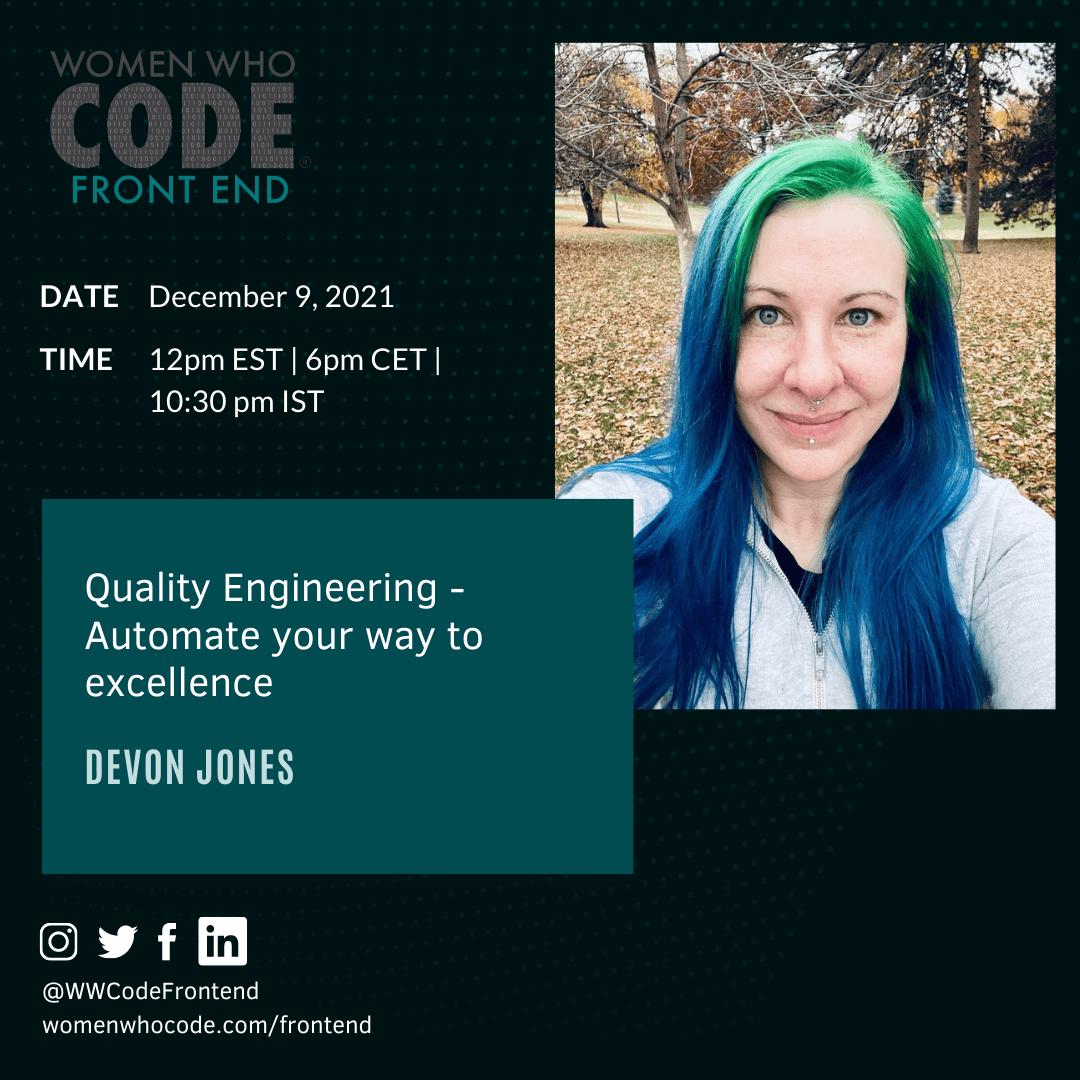 WOMEN WHO
CODE
®
FRONT END
DATE December 9, 2021
TIME 12pm EST | 6pm CET |
10:30 pm IST
Quality Engineering -
Automate your way to
excellence
DEVON JONES
@WWCodeFrontend
womenwhocode.com/frontend